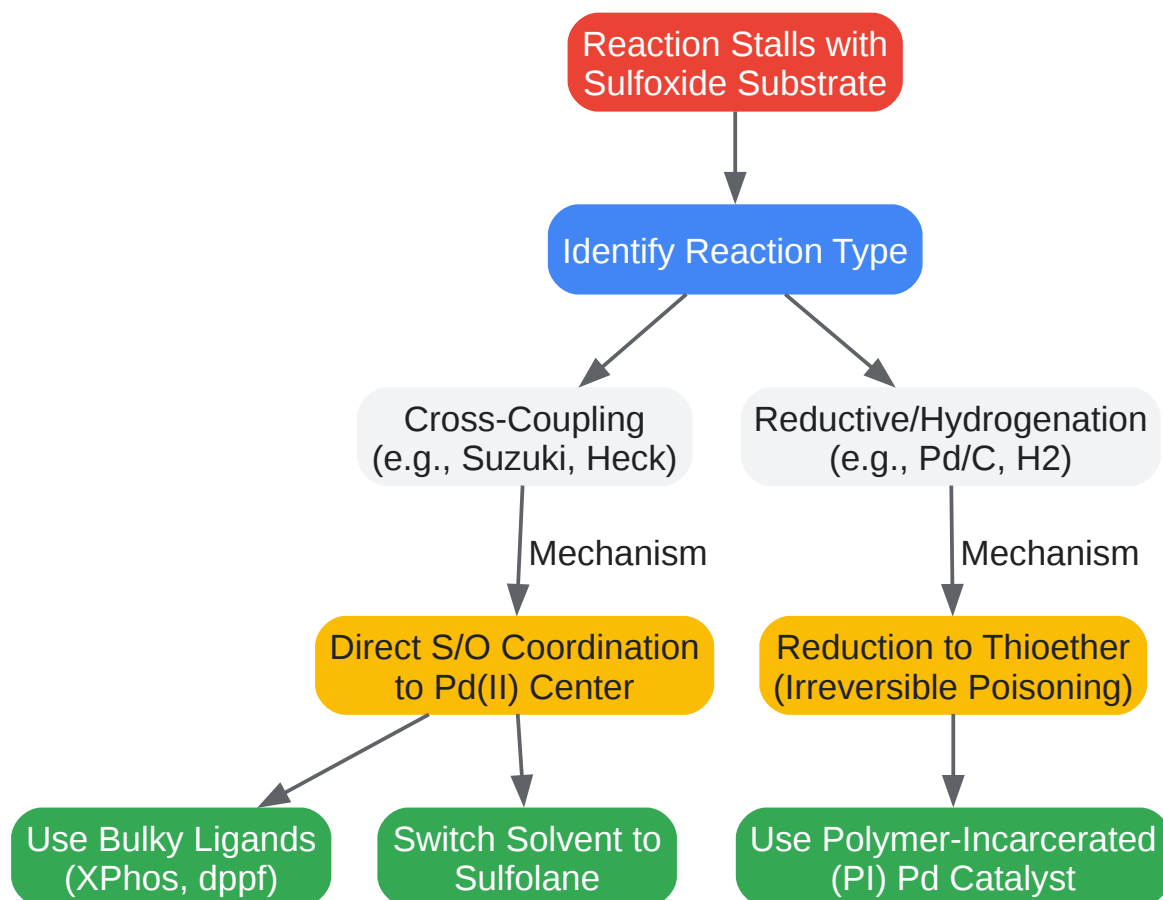 Reaction Stalls with
Sulfoxide Substrate
Identify Reaction Type
Cross-Coupling
(e.g., Suzuki, Heck)
Reductive/Hydrogenation
(e.g., Pd/C, H2)
Mechanism
Mechanism
Direct S/O Coordination
to Pd(II) Center
Reduction to Thioether
(Irreversible Poisoning)
Use Bulky Ligands
(XPhos, dppf)
Switch Solvent to
Sulfolane
Use Polymer-Incarcerated
(PI) Pd Catalyst